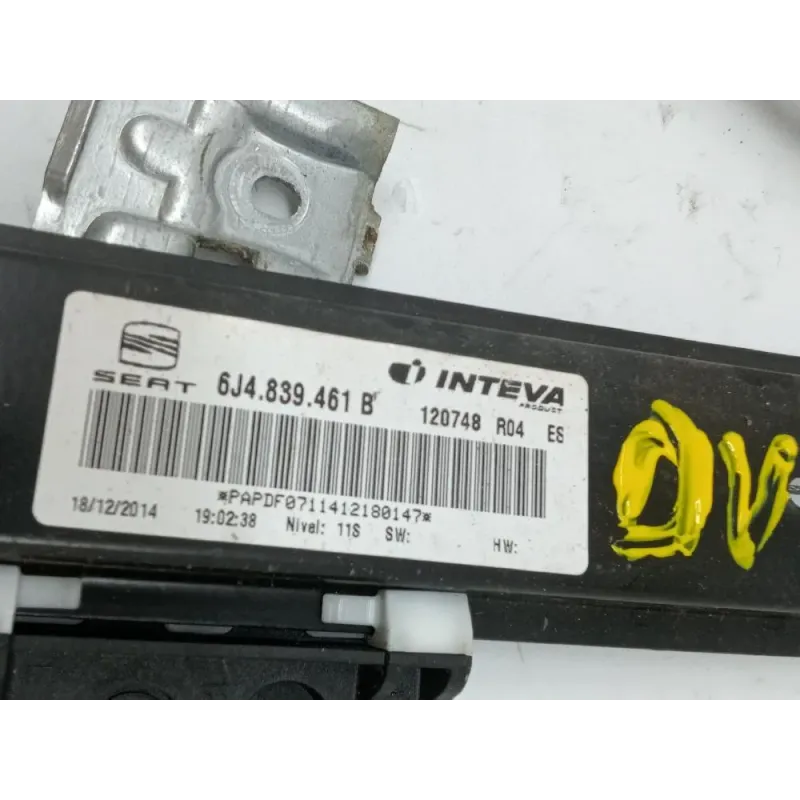 SEAT 6J4.839.461 B INTEVA
PRODUCT
120748 R04 ES
*PAPDF0711412180147*
18/12/2014 19:02:38 Nivel: 11S SW: HW: